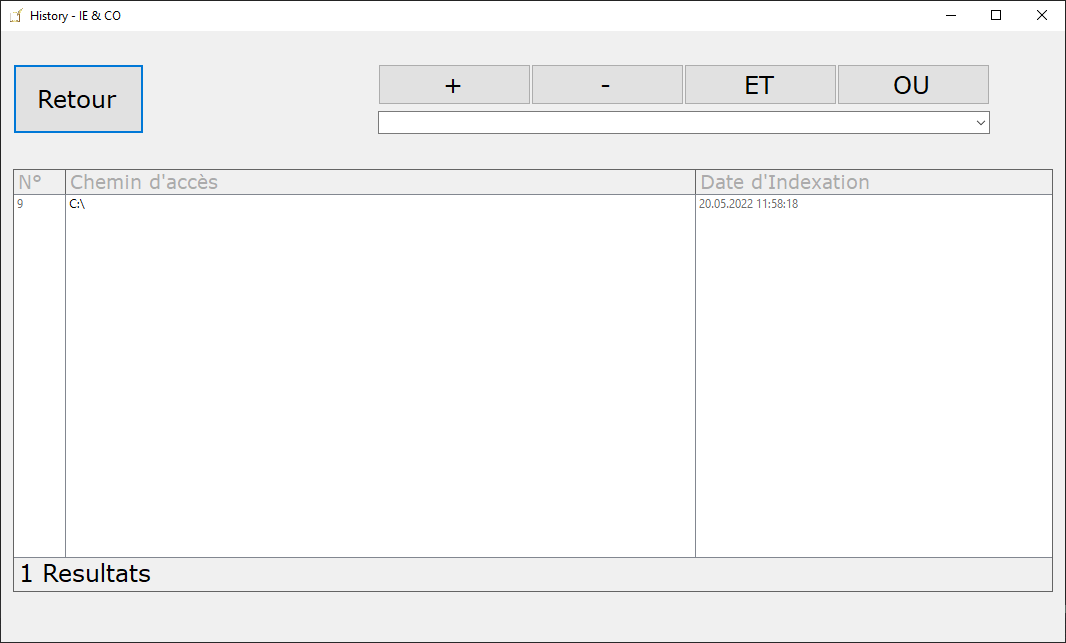 History - IE & CO
Retour
+ - ET OU
N° Chemin d'accès Date d'Indexation
9 C:\ 20.05.2022 11:58:18
1 Resultats